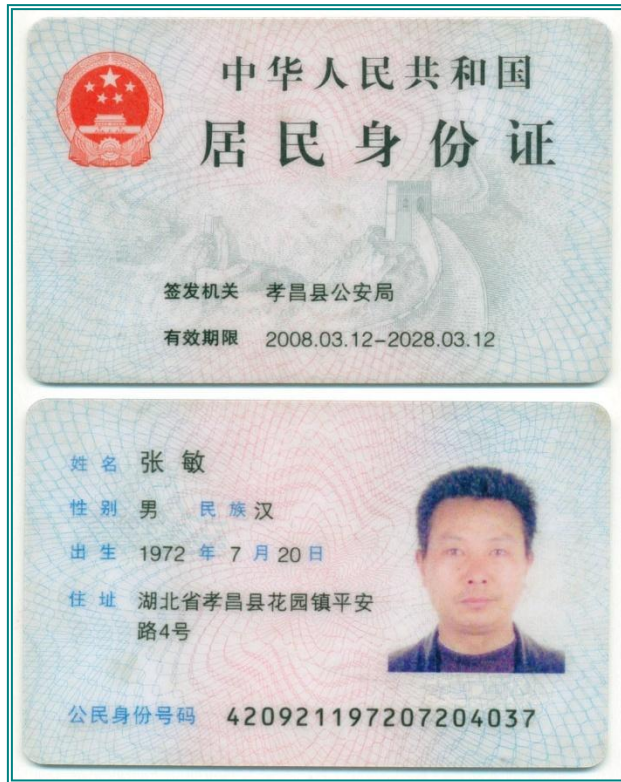 中华人民共和国
居民身份证
签发机关 孝昌县公安局
有效期限 2008.03.12-2028.03.12
姓名 张敏
性别 男 民族 汉
出生 1972 年 7 月 20 日
住址 湖北省孝昌县花园镇平安
路4号
公民身份号码 420921197207204037